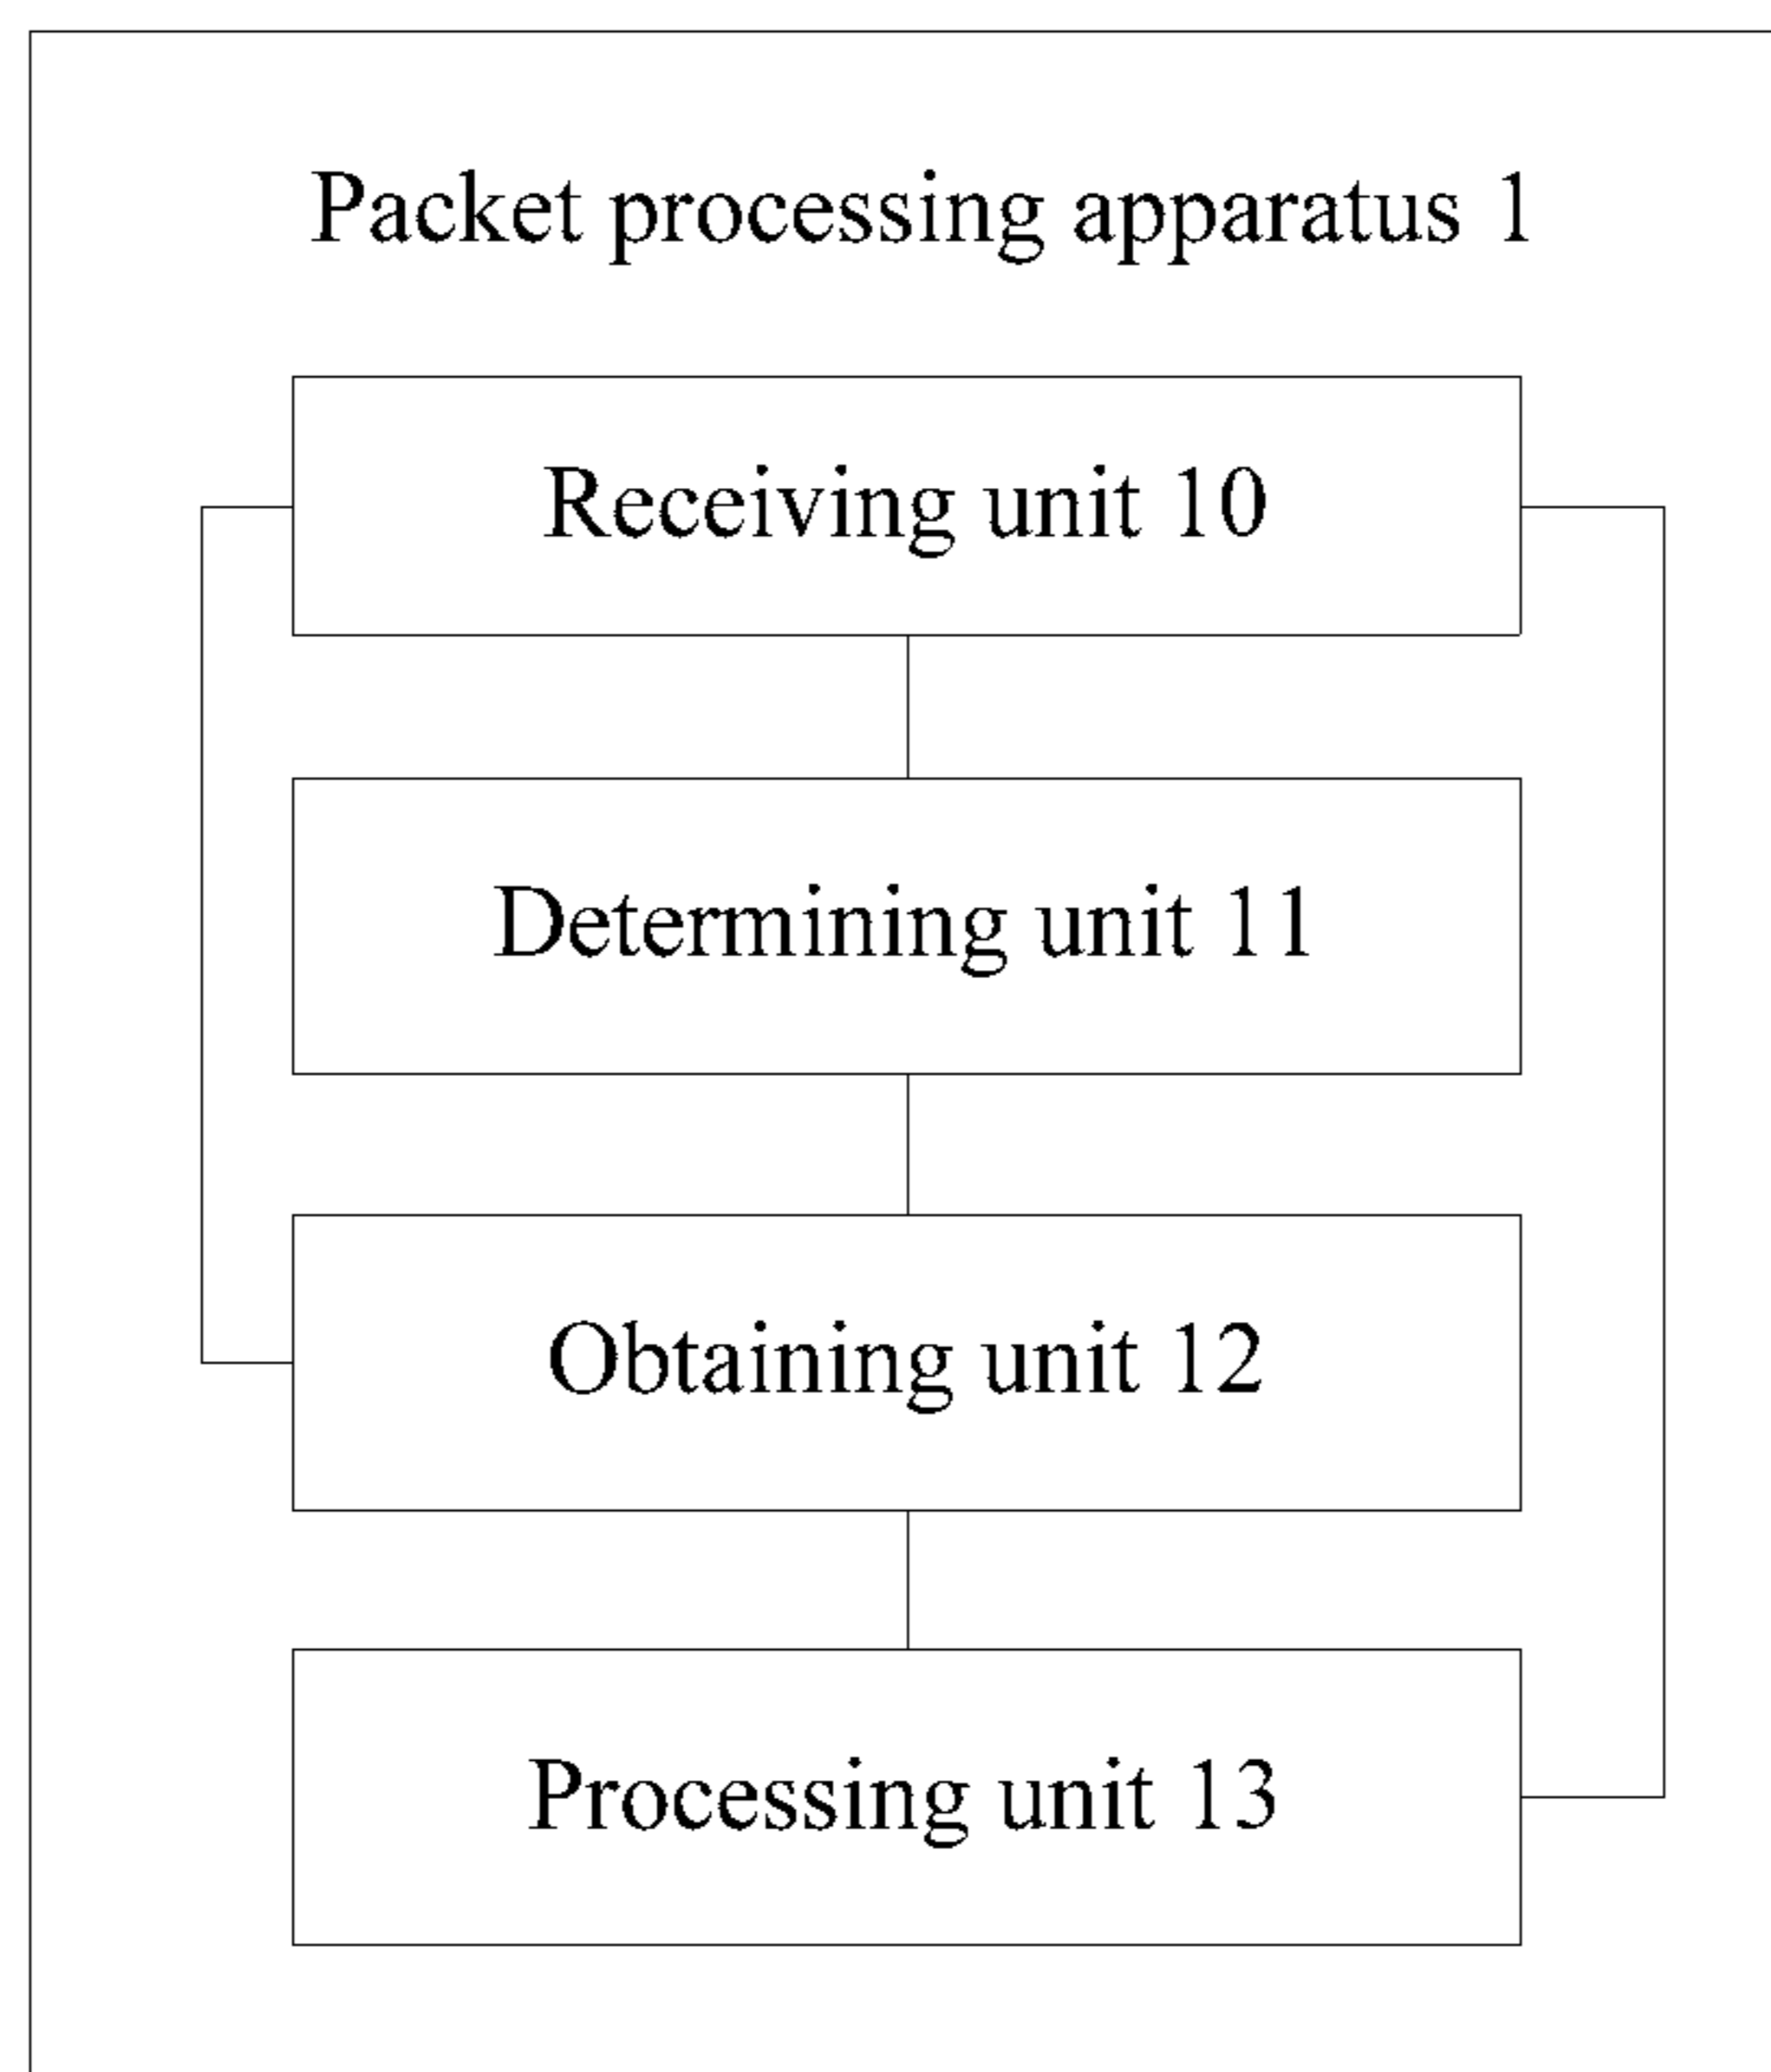 Packet processing apparatus 1
Receiving unit 10
Determining unit 11
Obtaining unit 12
Processing unit 13